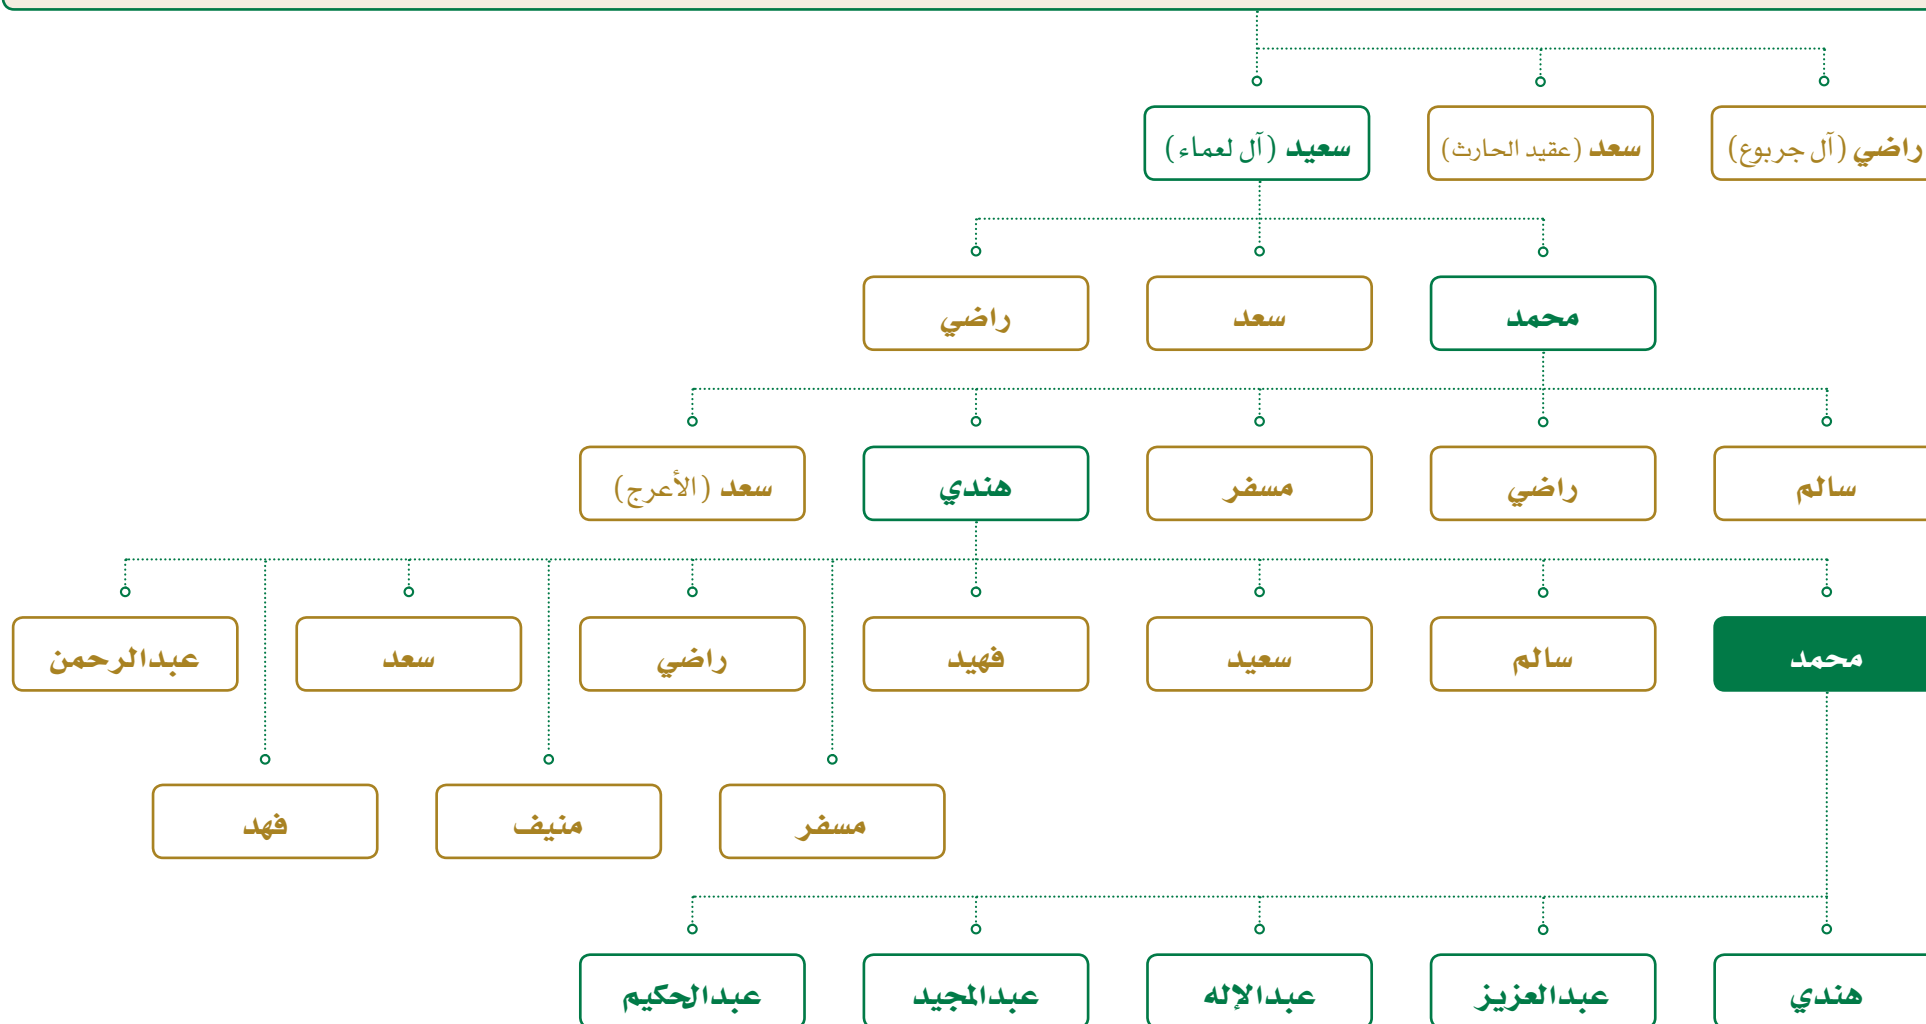 راضي (آل جربوع)
سعد (عقيد الحارث)
سعيد (آل لعماء)
محمد
سعد
راضي
سالم
راضي
مسفر
هندي
سعد (الأعرج)
محمد
سالم
سعيد
فهيد
راضي
سعد
عبدالرحمن
مسفر
منيف
فهد
هندي
عبدالعزيز
عبدالإله
عبدالمجيد
عبدالحكيم